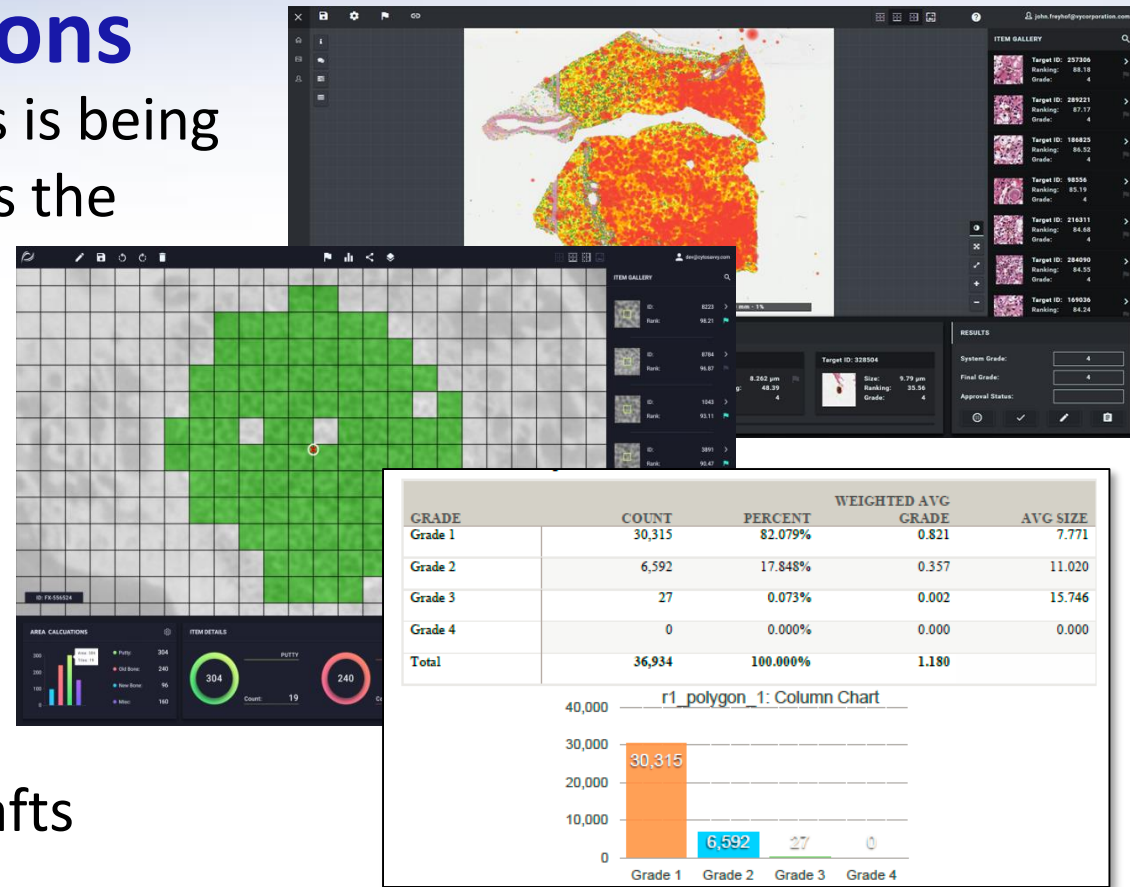 ons
s is being
s the
john.freyhof@vycorporation.com
ITEM GALLERY
Target ID: 257306
Ranking: 88.18
Grade: 4
Target ID: 289221
Ranking: 87.17
Grade: 4
Target ID: 186825
Ranking: 86.52
Grade: 4
Target ID: 98556
Ranking: 85.19
Grade: 4
Target ID: 216311
Ranking: 84.68
Grade: 4
Target ID: 284090
Ranking: 84.55
Grade: 4
Target ID: 169036
Ranking: 84.24
mm - 1%
8.262 µm
g: 48.39
4
Target ID: 328504
Size: 9.79 µm
Ranking: 35.56
Grade: 4
RESULTS
System Grade: 4
Final Grade: 4
Approval Status:
ITEM GALLERY
ID: 8223
Rank: 98.21
ID: 8784
Rank: 96.87
ID: 1043
Rank: 93.11
ID: 3891
Rank: 90.47
ID: FX-556524
AREA CALCUATIONS
300
200
100
0
Putty: 304
Old Bone: 240
New Bone: 96
Misc: 160
ITEM DETAILS
304
PUTTY
Count: 19
240
GRADE COUNT PERCENT WEIGHTED AVG GRADE AVG SIZE
Grade 1 30,315 82.079% 0.821 7.771
Grade 2 6,592 17.848% 0.357 11.020
Grade 3 27 0.073% 0.002 15.746
Grade 4 0 0.000% 0.000 0.000
Total 36,934 100.000% 1.180
r1_polygon_1: Column Chart
40,000
30,000
20,000
10,000
0
30,315
6,592
27
0
Grade 1 Grade 2 Grade 3 Grade 4
afts